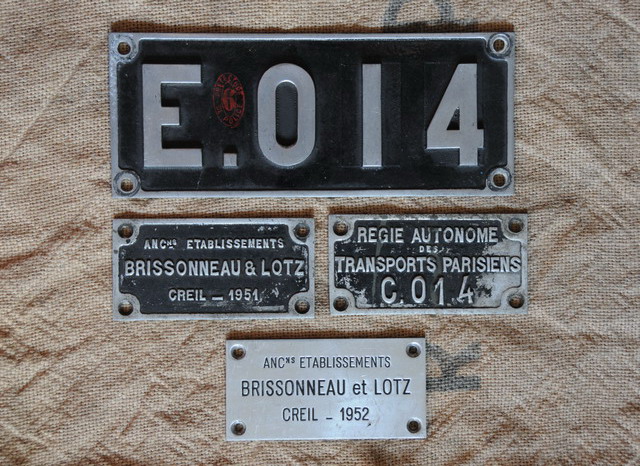 E.014
ANCNS ETABLISSEMENTS
BRISSONNEAU & LOTZ
CREIL - 1951
REGIE AUTONOME
DES
TRANSPORTS PARISIENS
C.014
ANCNS ETABLISSEMENTS
BRISSONNEAU et LOTZ
CREIL - 1952